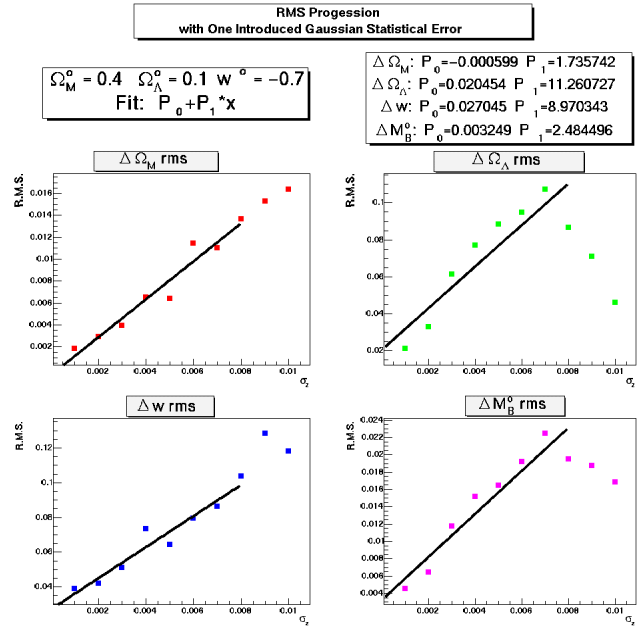 RMS Progession
with One Introduced Gaussian Statistical Error
Ω°M = 0.4 Ω°Λ = 0.1 w° = −0.7
Fit: P0+P1*x
ΔΩM: P0=−0.000599 P1=1.735742
ΔΩΛ: P0=0.020454 P1=11.260727
Δw: P0=0.027045 P1=8.970343
ΔM°B: P0=0.003249 P1=2.484496
ΔΩM rms
R.M.S.
0.016
0.014
0.012
0.01
0.008
0.006
0.004
0.002
0.002 0.004 0.006 0.008 0.01
σz
ΔΩΛ rms
R.M.S.
0.1
0.08
0.06
0.04
0.02
0.002 0.004 0.006 0.008 0.01
σz
Δw rms
R.M.S.
0.12
0.1
0.08
0.06
0.04
0.002 0.004 0.006 0.008 0.01
σz
ΔM°B rms
R.M.S.
0.024
0.022
0.02
0.018
0.016
0.014
0.012
0.01
0.008
0.006
0.004
0.002 0.004 0.006 0.008 0.01
σz